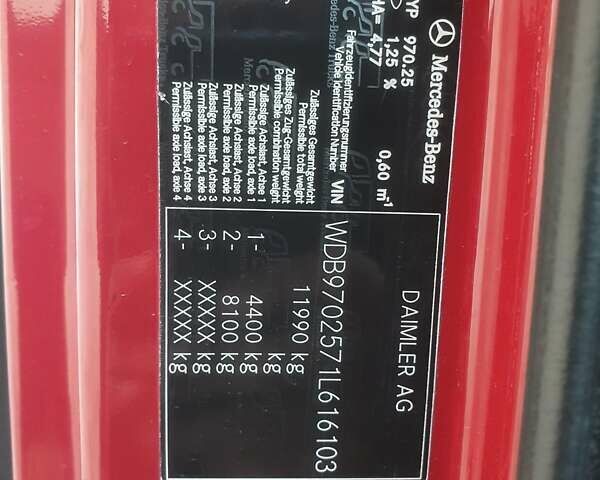 Mercedes-Benz
DAIMLER AG
TYP 970.25
1,25 % 0,60 m⁻¹
HA= 4,77
Fahrzeugidentifizierungsnummer
Vehicle Identification Number VIN WDB9702571L616103
Zulässiges Gesamtgewicht
Permissible total weight 11990 kg
Zulässiges Zug-Gesamtgewicht
Permissible combination weight
Zulässige Achslast, Achse 1
Permissible axle load, axle 1 1- 4400 kg
Zulässige Achslast, Achse 2
Permissible axle load, axle 2 2- 8100 kg
Zulässige Achslast, Achse 3
Permissible axle load, axle 3 3- XXXXX kg
Zulässige Achslast, Achse 4
Permissible axle load, axle 4 4- XXXXX kg